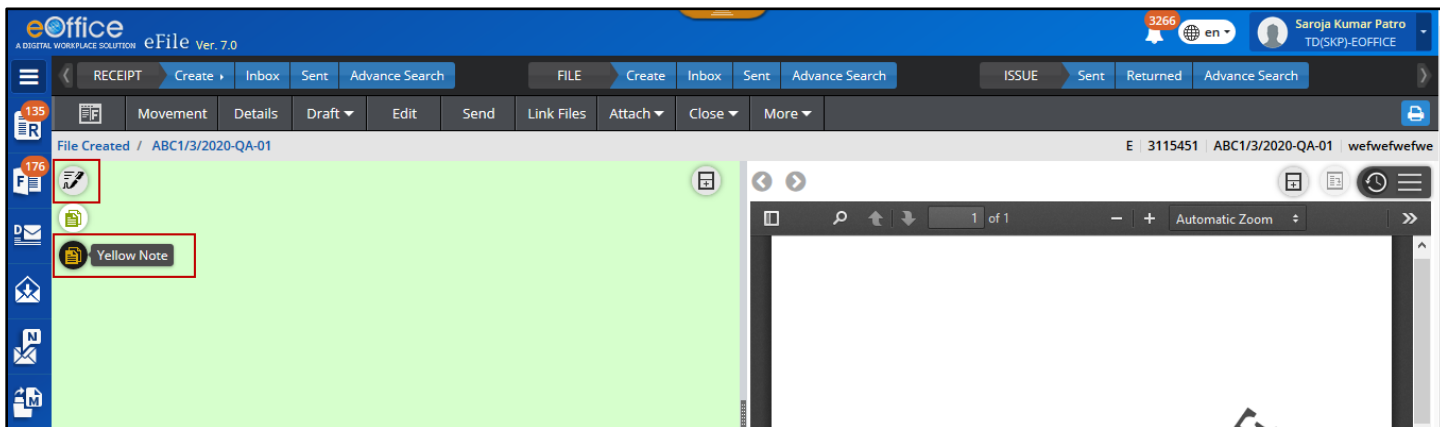 eOffice
A DIGITAL WORKPLACE SOLUTION eFile Ver. 7.0
3266
en
Saroja Kumar Patro
TD(SKP)-EOFFICE
RECEIPT Create Inbox Sent Advance Search FILE Create Inbox Sent Advance Search ISSUE Sent Returned Advance Search
135
R
F Movement Details Draft Edit Send Link Files Attach Close More
File Created / ABC1/3/2020-QA-01
E 3115451 ABC1/3/2020-QA-01 wefwefwefwe
176
F
1 of 1 Automatic Zoom
D
Yellow Note
N
M